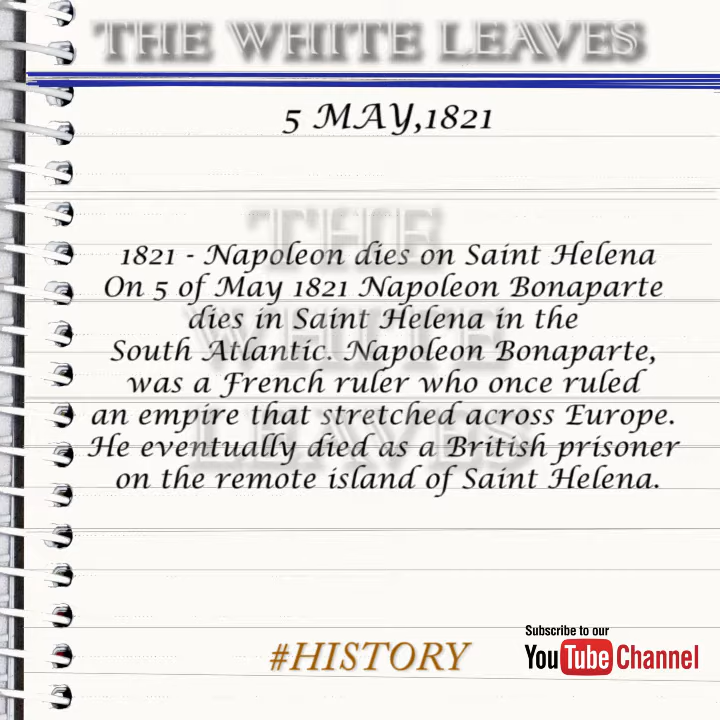 THE WHITE LEAVES
5 MAY,1821
THE
WHITE
LEAVES
1821 - Napoleon dies on Saint Helena
On 5 of May 1821 Napoleon Bonaparte
dies in Saint Helena in the
South Atlantic. Napoleon Bonaparte,
was a French ruler who once ruled
an empire that stretched across Europe.
He eventually died as a British prisoner
on the remote island of Saint Helena.
#HISTORY
Subscribe to our
YouTube Channel